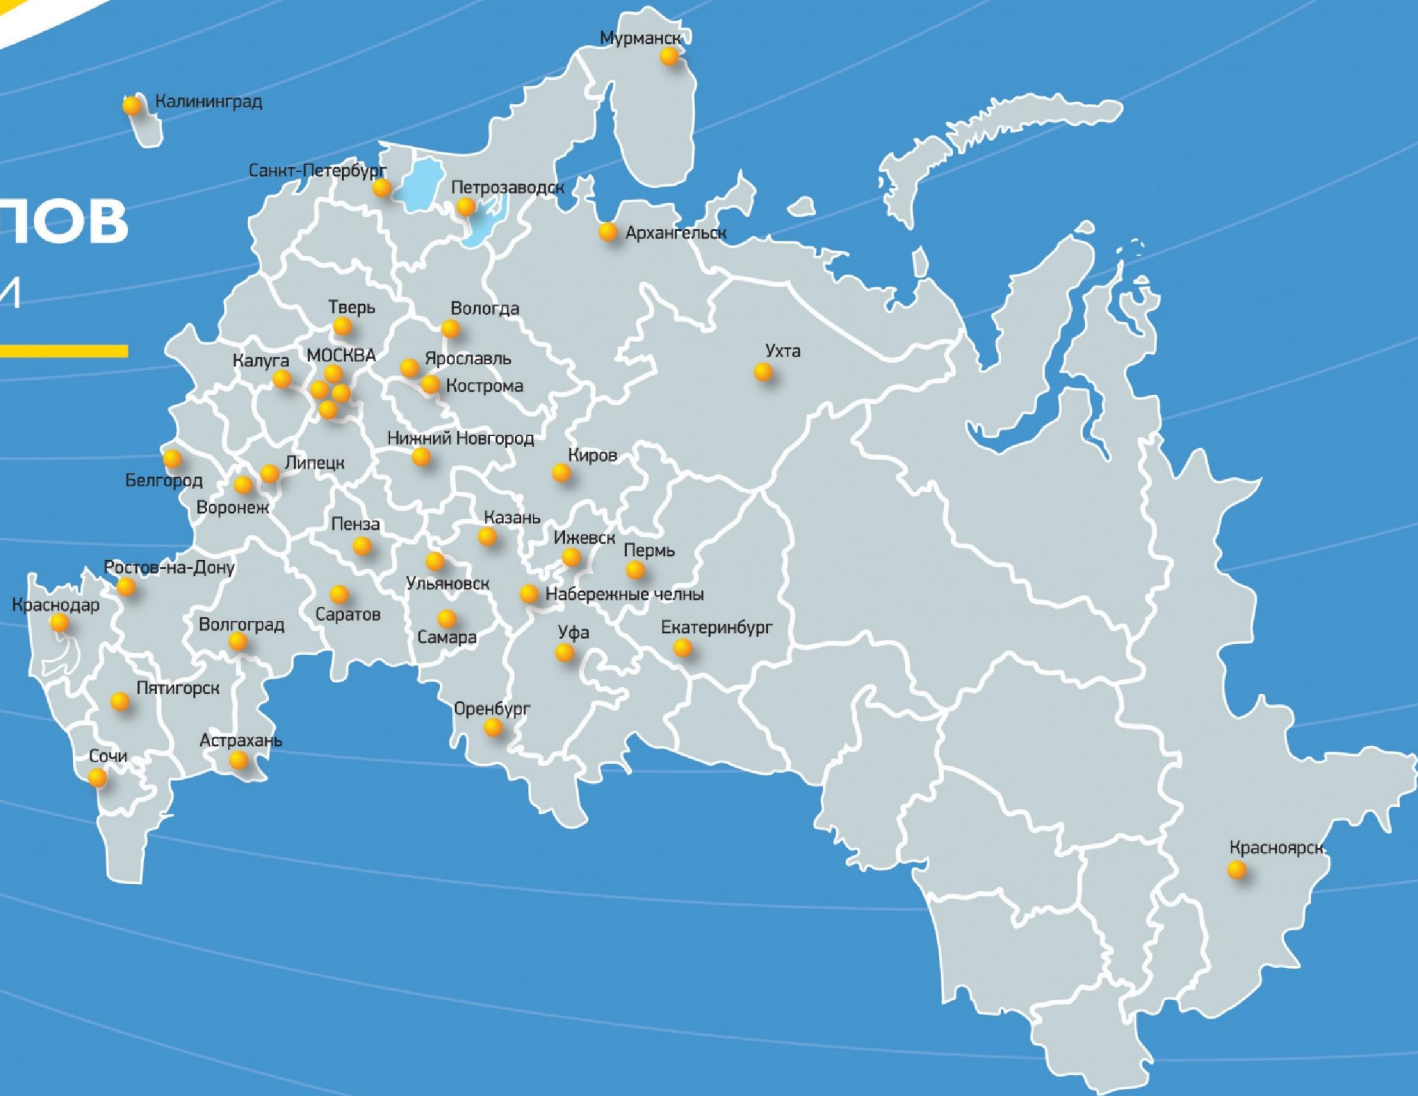 Мурманск
Калининград
Санкт-Петербург
Петрозаводск
ПОВ
Архангельск
И
Тверь
Вологда
Ухта
Калуга
МОСКВА
Ярославль
Кострома
Нижний Новгород
Киров
Липецк
Белгород
Воронеж
Казань
Пенза
Ижевск
Пермь
Ростов-на-Дону
Ульяновск
Набережные челны
Краснодар
Саратов
Волгоград
Самара
Уфа
Екатеринбург
Пятигорск
Оренбург
Астрахань
Сочи
Красноярск